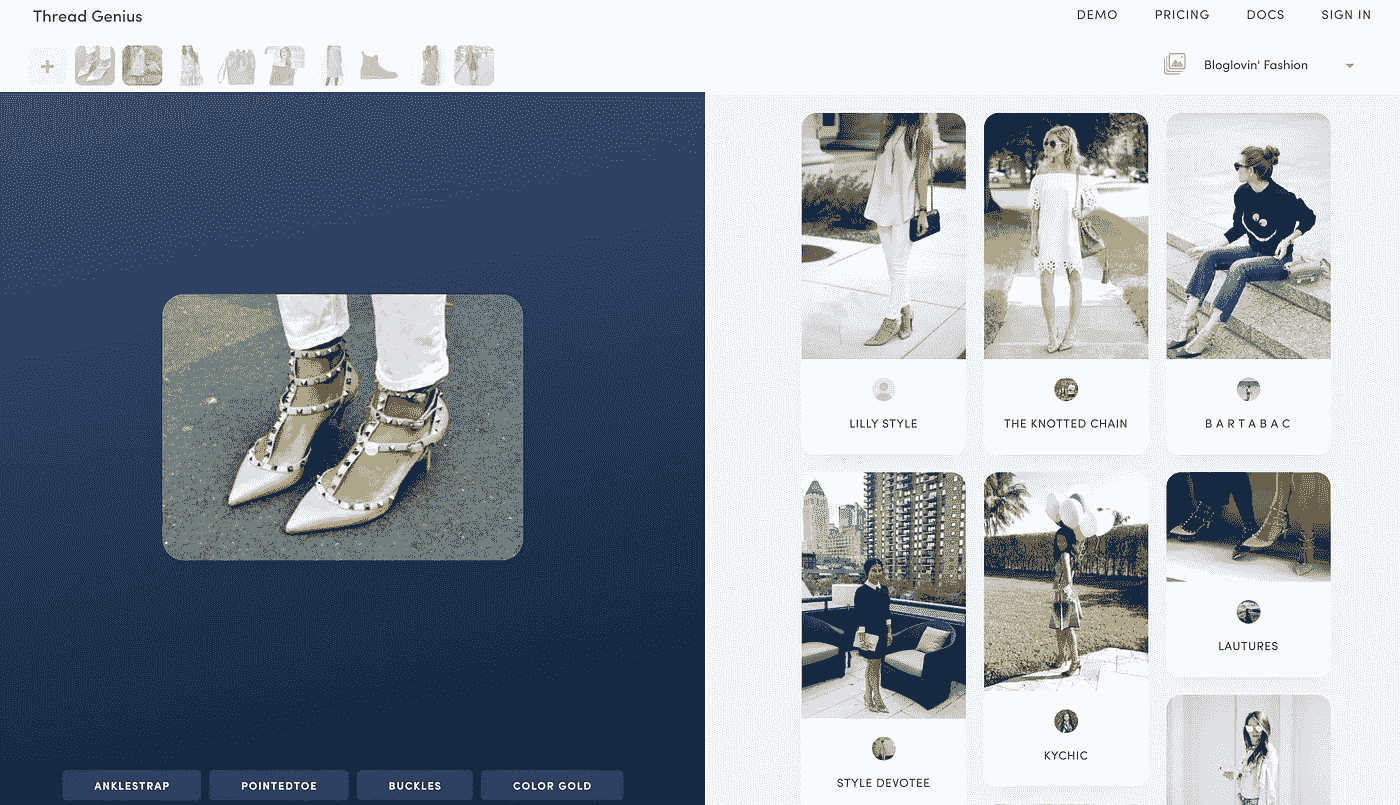 Thread Genius
DEMO
PRICING
DOCS
SIGN IN
Bloglovin' Fashion
LILLY STYLE
THE KNOTTED CHAIN
B A R T A B A C
LAUTURES
KYCHIC
STYLE DEVOTEE
ANKLESTRAP
POINTEDTOE
BUCKLES
COLOR GOLD